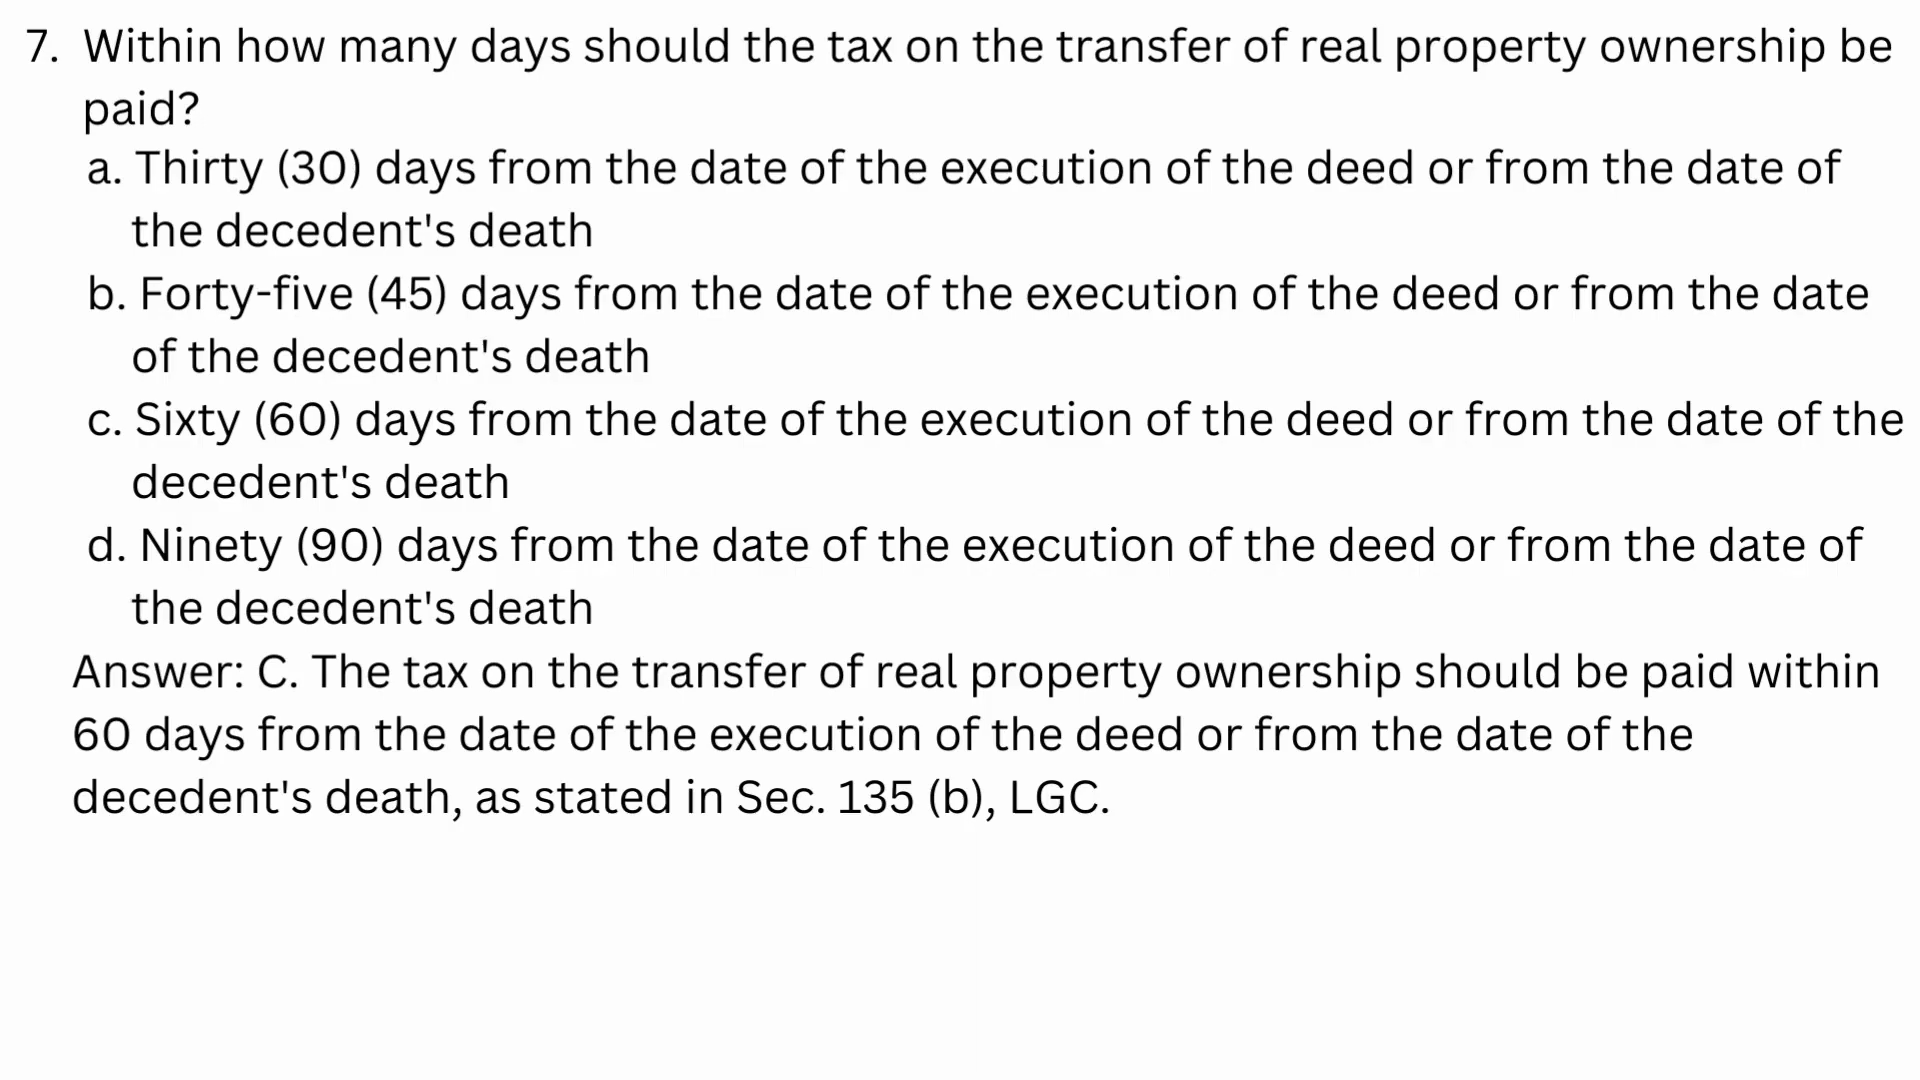 7. Within how many days should the tax on the transfer of real property ownership be
paid?
a. Thirty (30) days from the date of the execution of the deed or from the date of
the decedent's death
b. Forty-five (45) days from the date of the execution of the deed or from the date
of the decedent's death
c. Sixty (60) days from the date of the execution of the deed or from the date of the
decedent's death
d. Ninety (90) days from the date of the execution of the deed or from the date of
the decedent's death
Answer: C. The tax on the transfer of real property ownership should be paid within
60 days from the date of the execution of the deed or from the date of the
decedent's death, as stated in Sec. 135 (b), LGC.